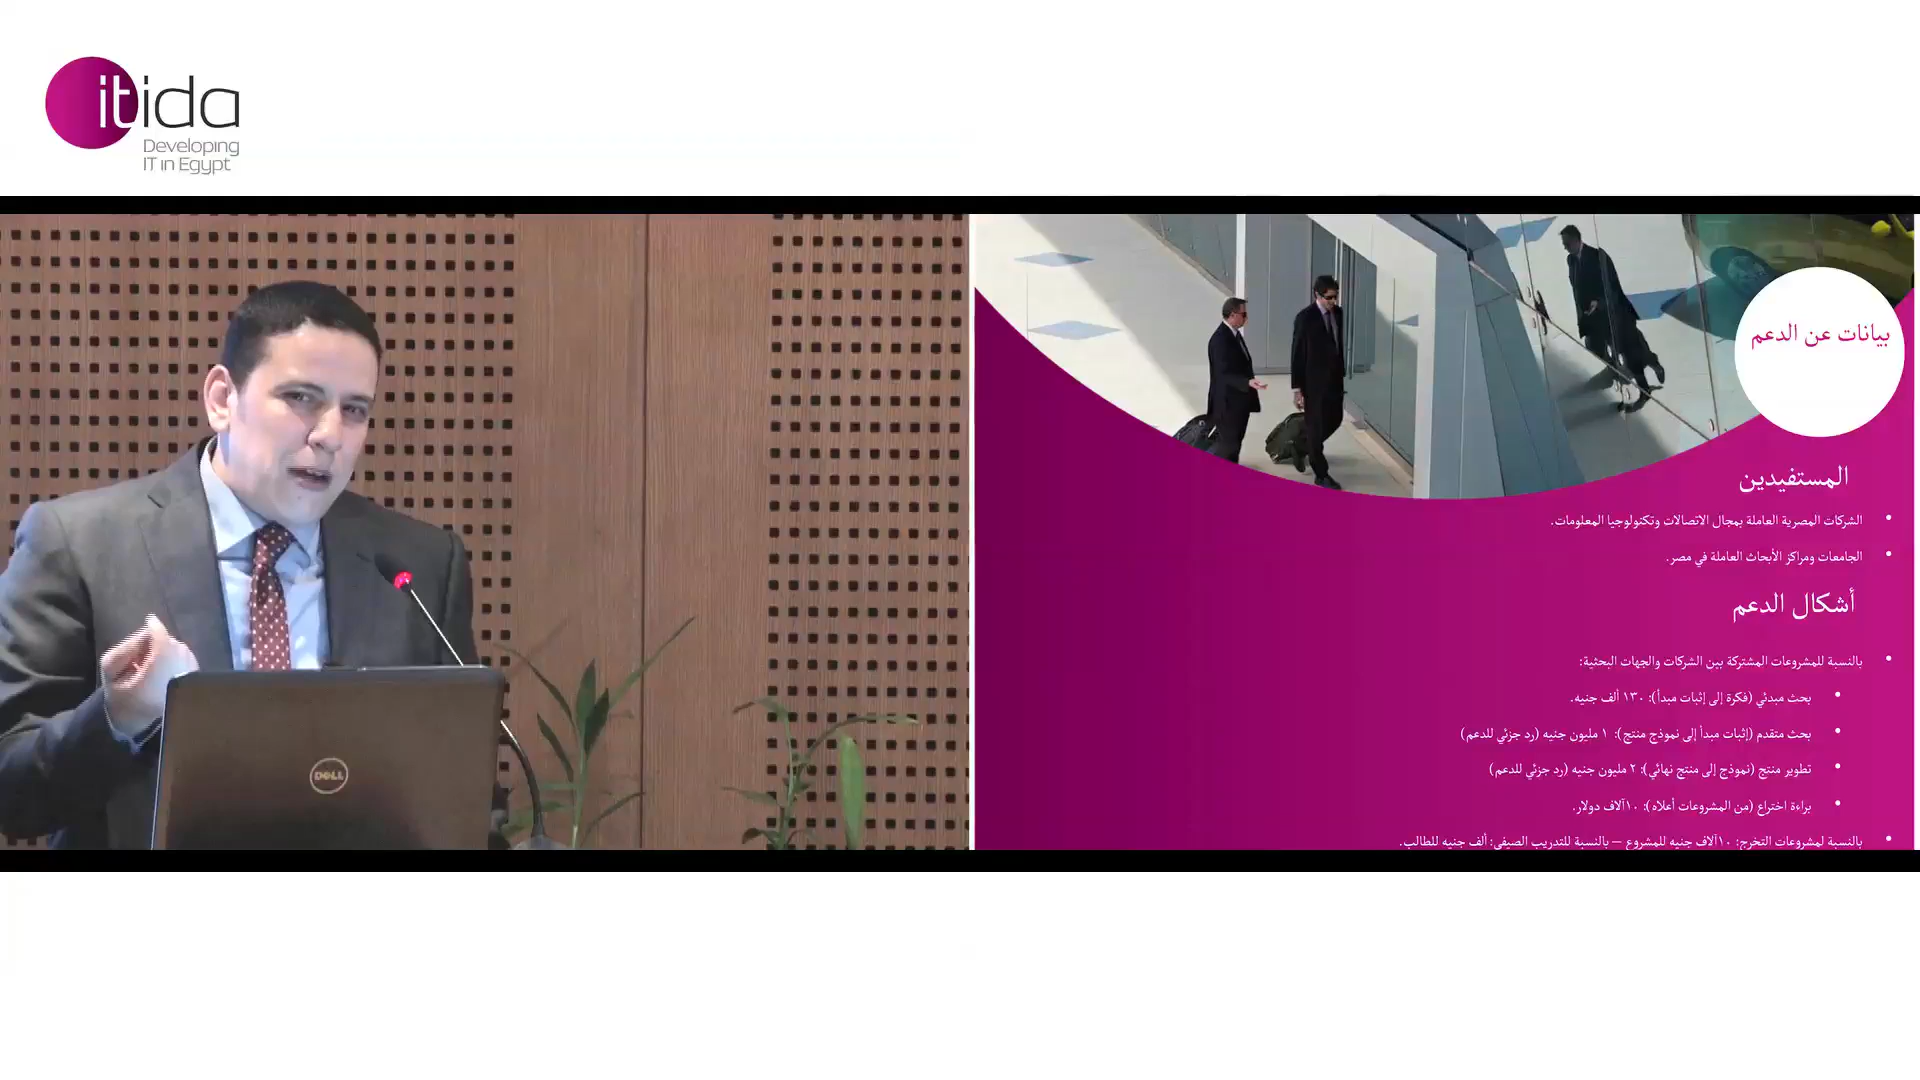 itida
Developing
IT in Egypt
بيانات عن الدعم
المستفيدين
• الشركات المصرية العاملة بمجال الاتصالات وتكنولوجيا المعلومات.
• الجامعات ومراكز الأبحاث العاملة في مصر.
أشكال الدعم
• بالنسبة للمشروعات المشتركة بين الشركات والجهات البحثية:
• بحث مبدئي (فكرة إلى إثبات مبدأ): ١٣٠ ألف جنيه.
• بحث متقدم (إثبات مبدأ إلى نموذج منتج): ١ مليون جنيه (رد جزئي للدعم)
• تطوير منتج (نموذج إلى منتج نهائي): ٢ مليون جنيه (رد جزئي للدعم)
• براءة اختراع (من المشروعات أعلاه): ١٠آلاف دولار.
• بالنسبة لمشروعات التخرج: ١٠آلاف جنيه للمشروع – بالنسبة للتدريب الصيفي: ألف جنيه للطالب.
DELL